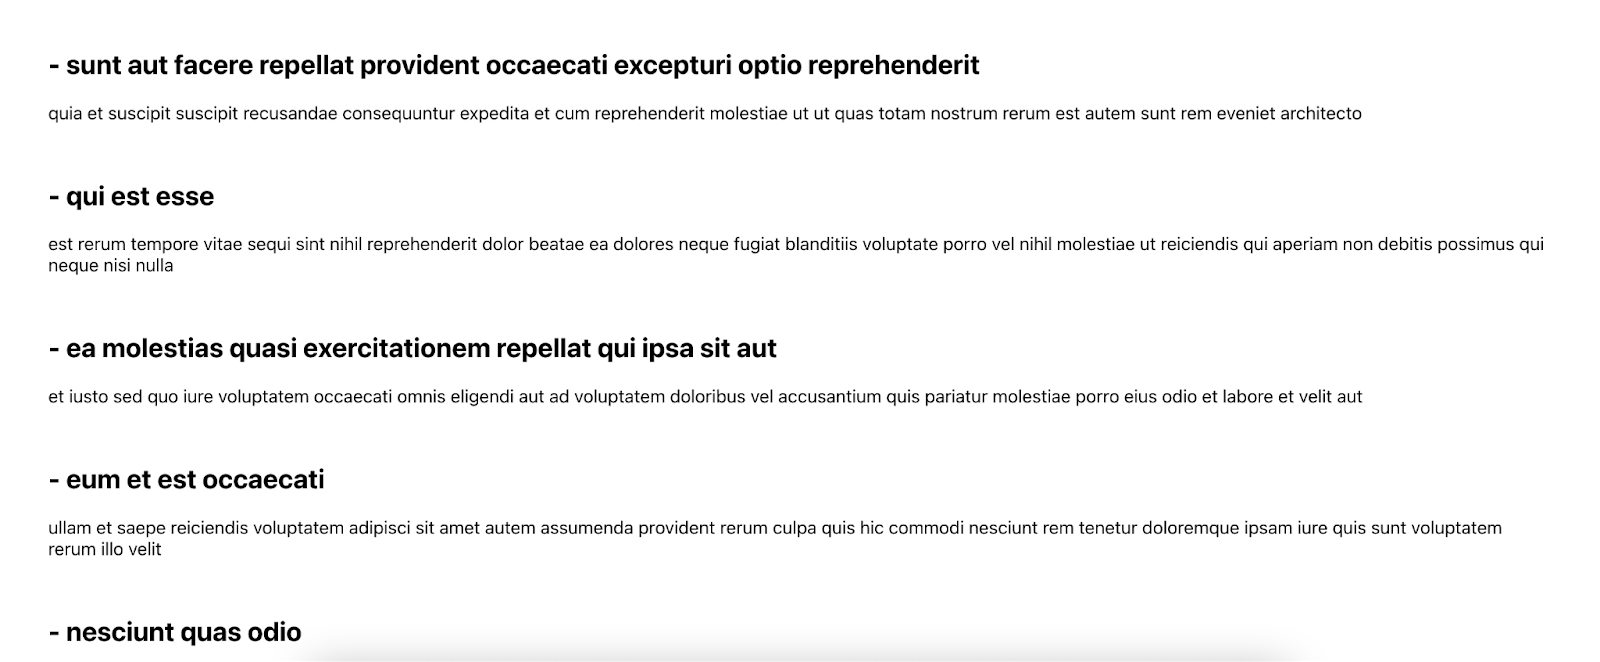 - sunt aut facere repellat provident occaecati excepturi optio reprehenderit
quia et suscipit suscipit recusandae consequuntur expedita et cum reprehenderit molestiae ut ut quas totam nostrum rerum est autem sunt rem eveniet architecto
- qui est esse
est rerum tempore vitae sequi sint nihil reprehenderit dolor beatae ea dolores neque fugiat blanditiis voluptate porro vel nihil molestiae ut reiciendis qui aperiam non debitis possimus qui
neque nisi nulla
- ea molestias quasi exercitationem repellat qui ipsa sit aut
et iusto sed quo iure voluptatem occaecati omnis eligendi aut ad voluptatem doloribus vel accusantium quis pariatur molestiae porro eius odio et labore et velit aut
- eum et est occaecati
ullam et saepe reiciendis voluptatem adipisci sit amet autem assumenda provident rerum culpa quis hic commodi nesciunt rem tenetur doloremque ipsam iure quis sunt voluptatem
rerum illo velit
- nesciunt quas odio